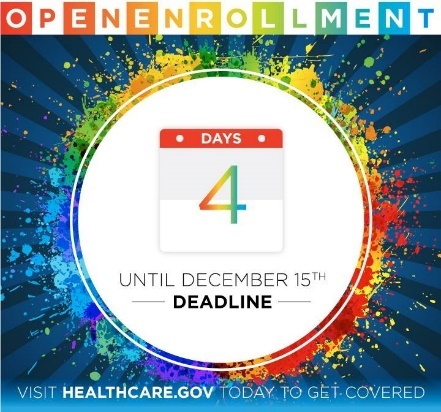 OPENENROLLMENT
DAYS
4
UNTIL DECEMBER 15TH
DEADLINE
VISIT HEALTHCARE.GOV TODAY TO GET COVERED